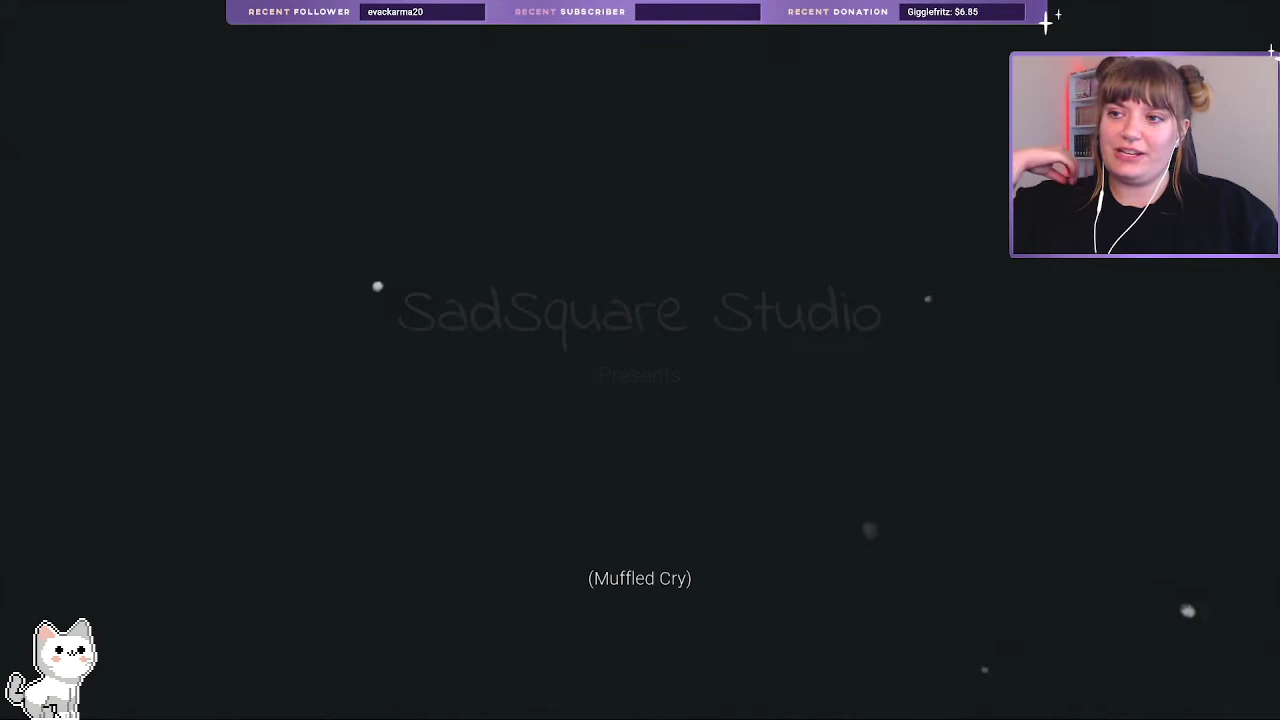 RECENT FOLLOWER evackarma20 RECENT SUBSCRIBER RECENT DONATION Gigglefritz: $6.85
SadSquare Studio
Presents
(Muffled Cry)